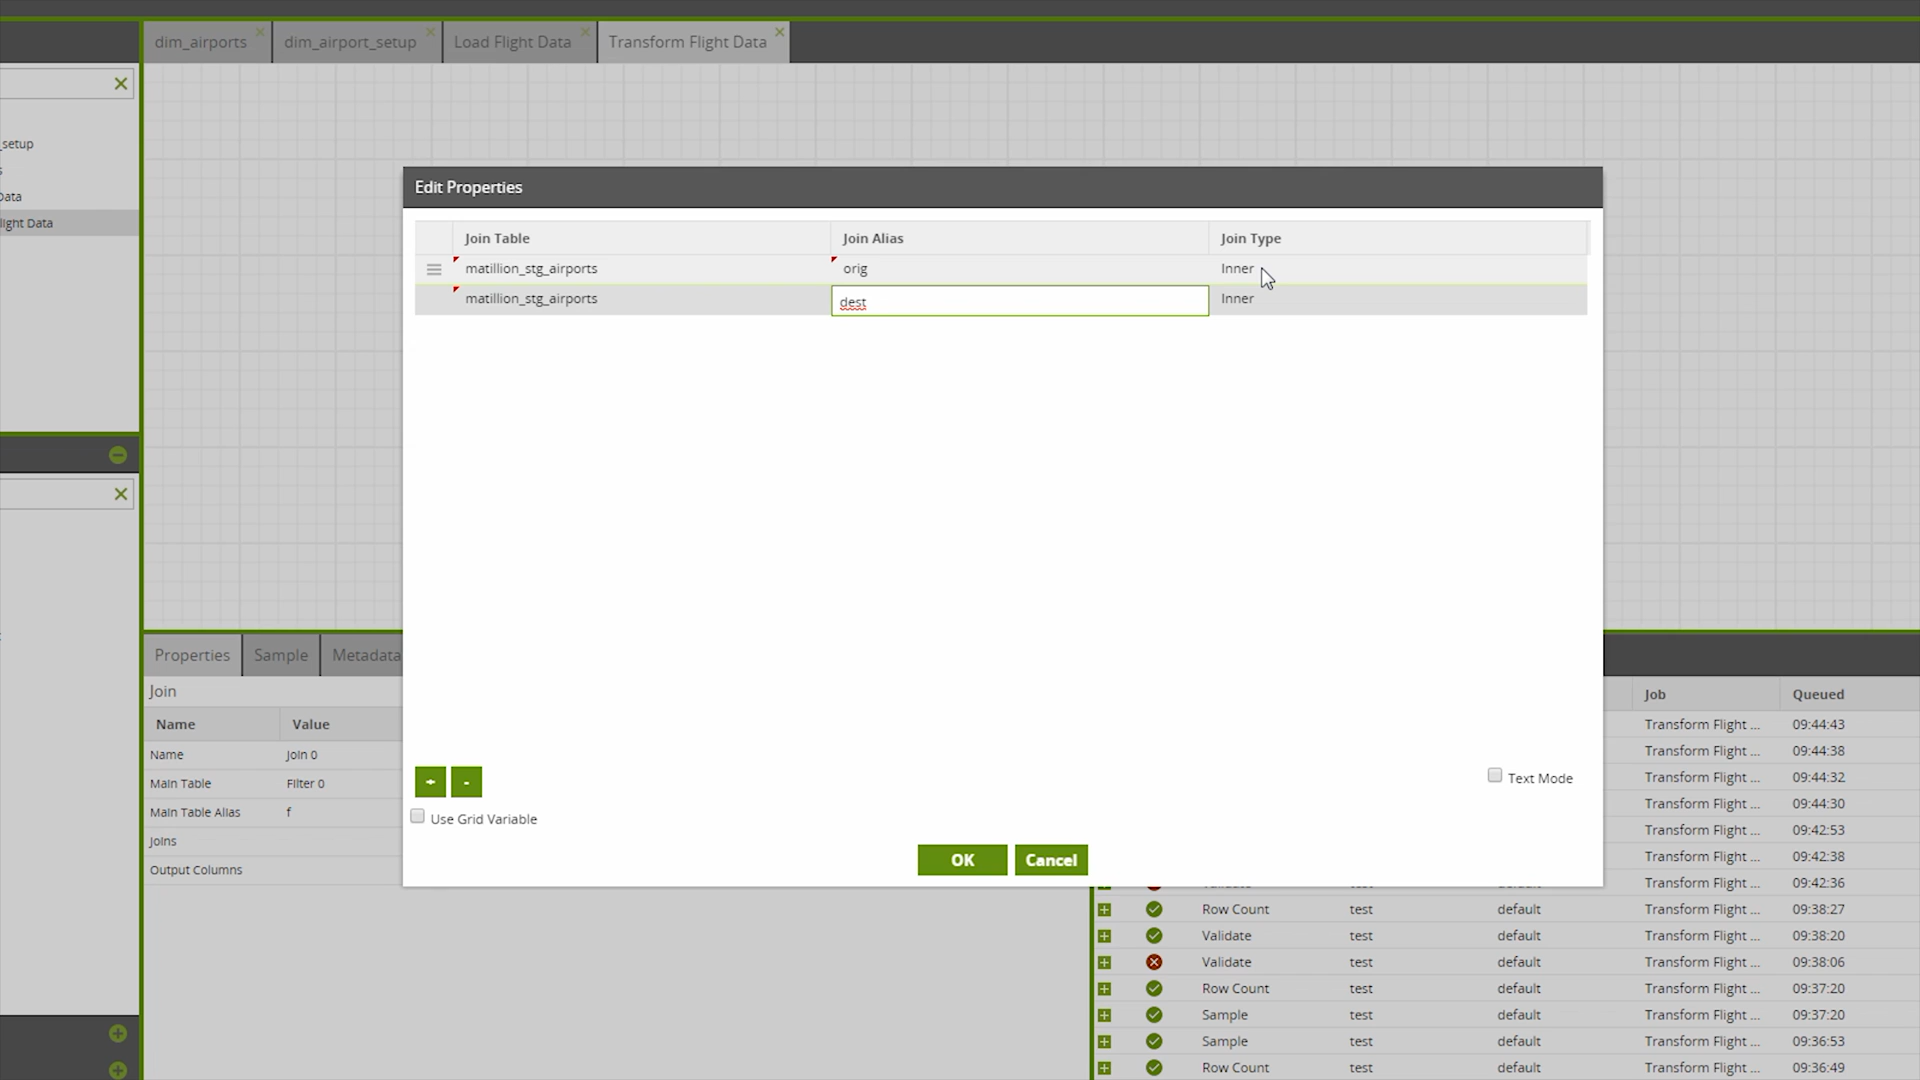 dim_airports
dim_airport_setup
Load Flight Data
Transform Flight Data
_setup
Data
light Data
Edit Properties
Join Table
Join Alias
Join Type
matillion_stg_airports
orig
Inner
matillion_stg_airports
dest
Inner
+
-
Text Mode
Use Grid Variable
OK
Cancel
Properties
Sample
Metadata
Join
Name
Value
Name
Join 0
Main Table
Filter 0
Main Table Alias
f
Joins
Output Columns
Job
Queued
Transform Flight ...
09:44:43
Transform Flight ...
09:44:38
Transform Flight ...
09:44:32
Transform Flight ...
09:44:30
Transform Flight ...
09:42:53
Transform Flight ...
09:42:38
Transform Flight ...
09:42:36
Row Count
test
default
Transform Flight ...
09:38:27
Validate
test
default
Transform Flight ...
09:38:20
Validate
test
default
Transform Flight ...
09:38:06
Row Count
test
default
Transform Flight ...
09:37:20
Sample
test
default
Transform Flight ...
09:37:20
Sample
test
default
Transform Flight ...
09:36:53
Row Count
test
default
Transform Flight ...
09:36:49